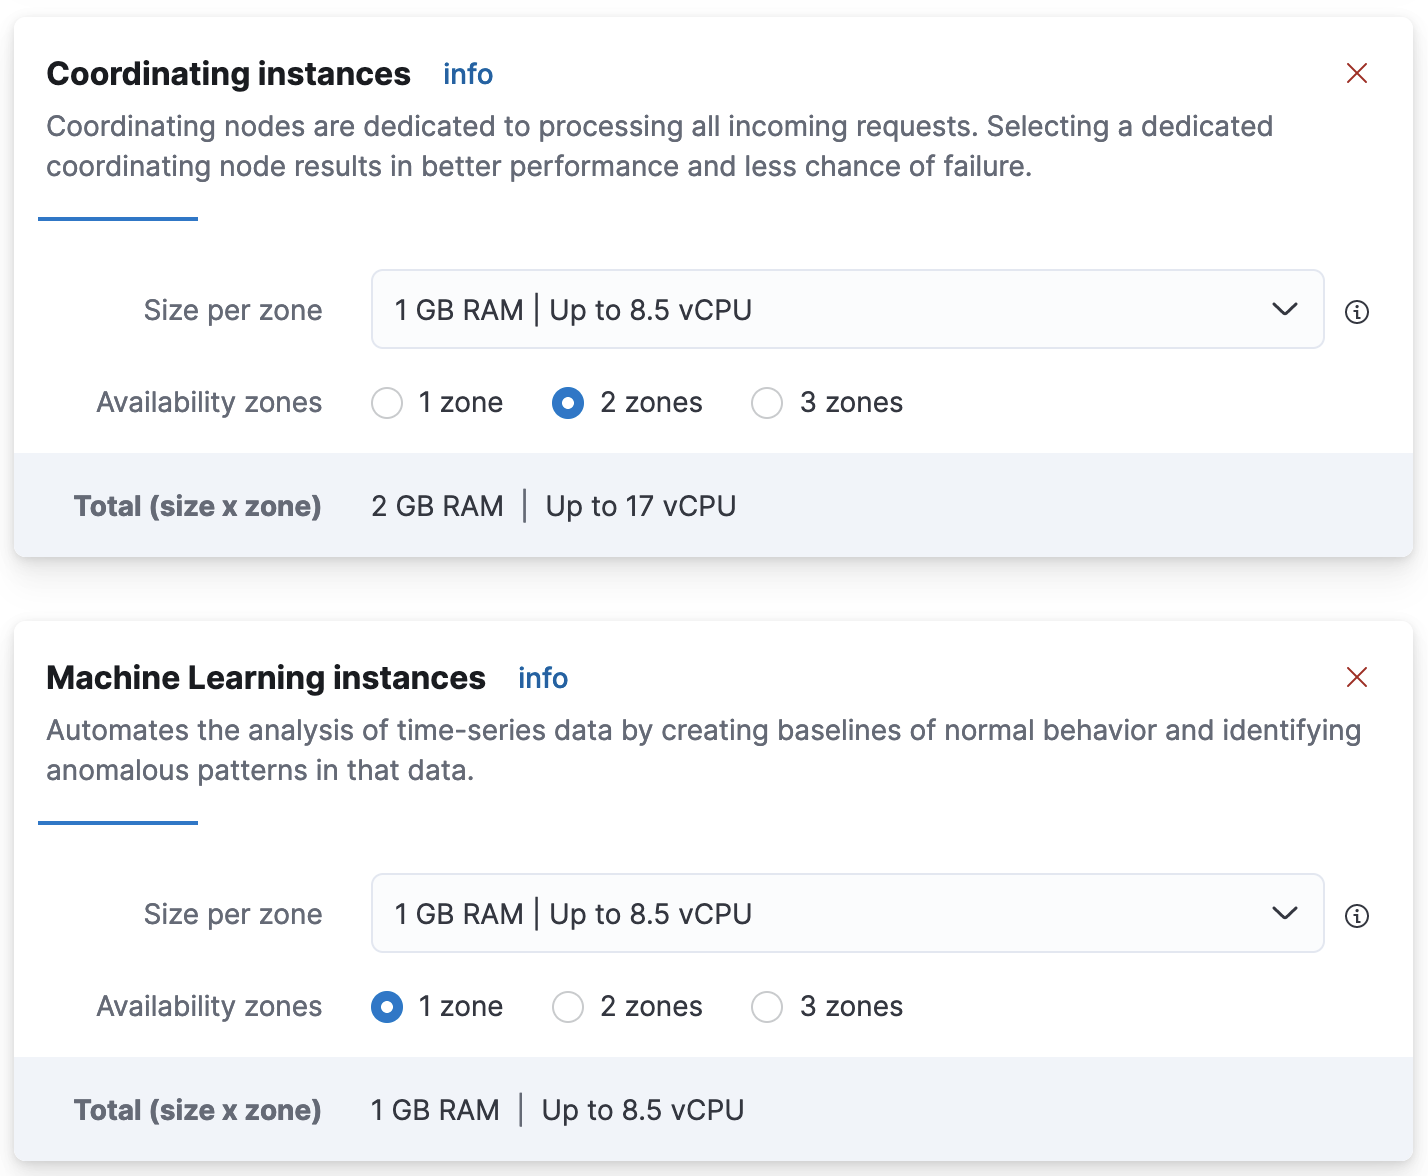 Coordinating instances info
Coordinating nodes are dedicated to processing all incoming requests. Selecting a dedicated
coordinating node results in better performance and less chance of failure.
Size per zone 1 GB RAM | Up to 8.5 vCPU
Availability zones 1 zone 2 zones 3 zones
Total (size x zone) 2 GB RAM | Up to 17 vCPU
Machine Learning instances info
Automates the analysis of time-series data by creating baselines of normal behavior and identifying
anomalous patterns in that data.
Size per zone 1 GB RAM | Up to 8.5 vCPU
Availability zones 1 zone 2 zones 3 zones
Total (size x zone) 1 GB RAM | Up to 8.5 vCPU